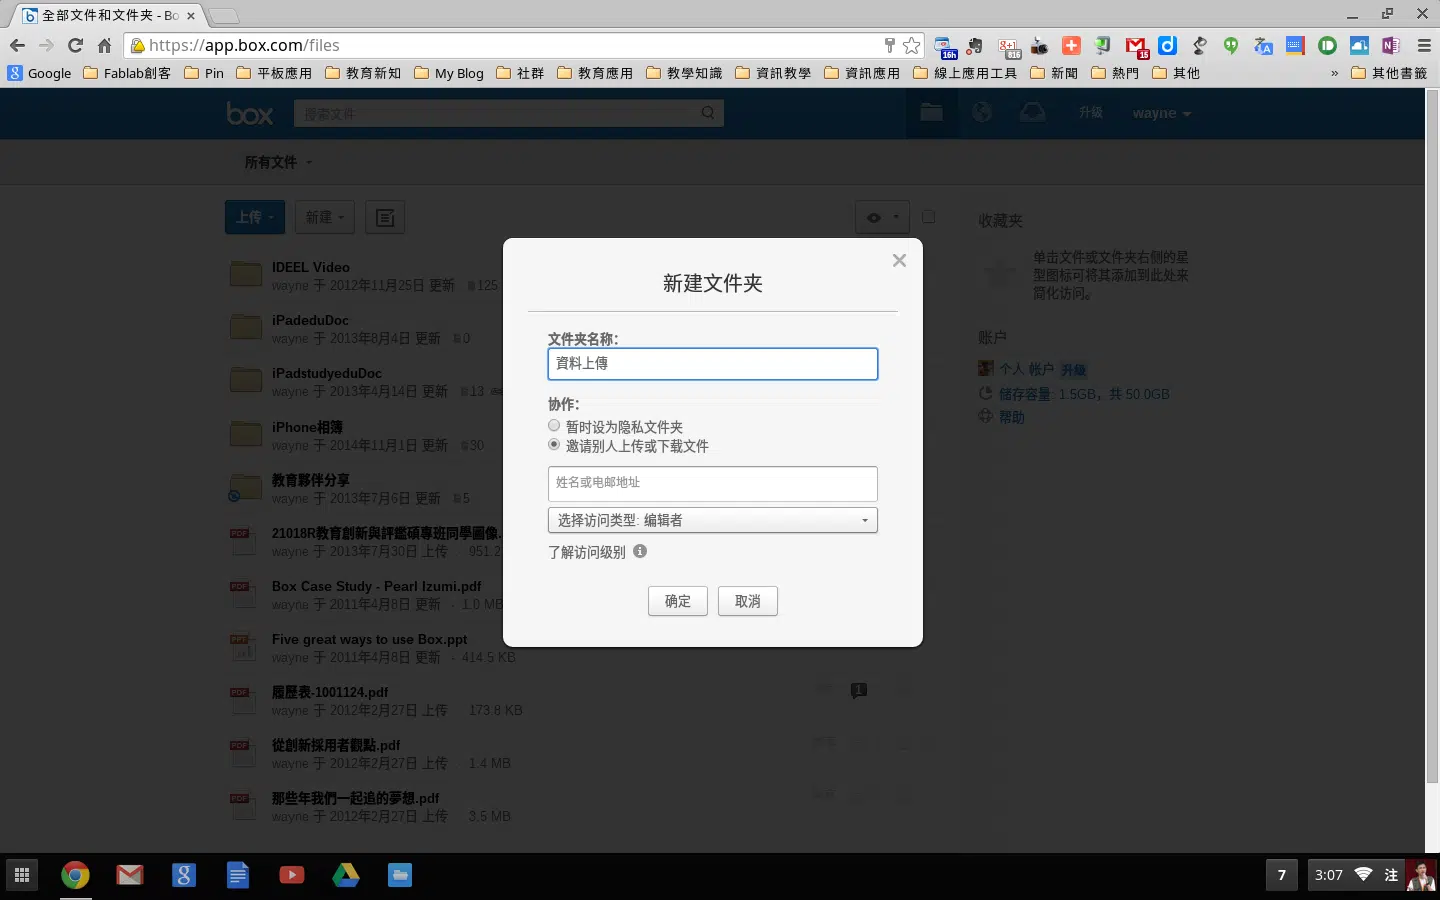 全部文件和文件夹 - Bo
https://app.box.com/files
16h
g+1
616
15
Google
Fablab創客
Pin
平板應用
教育新知
My Blog
社群
教育應用
教學知識
資訊教學
資訊應用
線上應用工具
新聞
熱門
其他
»
其他書籤
box
搜索文件
升级
wayne
所有文件
上传
新建
收藏夹
单击文件或文件夹右侧的星
型图标可将其添加到此处来
简化访问。
账户
个人 帐户 升级
储存容量: 1.5GB，共 50.0GB
帮助
IDEEL Video
wayne 于 2012年11月25日 更新 125
iPadeduDoc
wayne 于 2013年8月4日 更新 0
iPadstudyeduDoc
wayne 于 2013年4月14日 更新 13
iPhone相簿
wayne 于 2014年11月1日 更新 30
教育夥伴分享
wayne 于 2013年7月6日 更新 5
PDF
21018R教育創新與評鑑碩專班同學圖像.
wayne 于 2013年7月30日 上传 951.2
PDF
Box Case Study - Pearl Izumi.pdf
wayne 于 2011年4月8日 更新 · 1.0 MB
PPT
Five great ways to use Box.ppt
wayne 于 2011年4月8日 更新 · 414.5 KB
PDF
履歷表-1001124.pdf
wayne 于 2012年2月27日 上传 173.8 KB
1
PDF
從創新採用者觀點.pdf
wayne 于 2012年2月27日 上传 1.4 MB
PDF
那些年我們一起追的夢想.pdf
wayne 于 2012年2月27日 上传 3.5 MB
新建文件夹
文件夹名称：
資料上傳
协作：
暂时设为隐私文件夹
邀请别人上传或下载文件
姓名或电邮地址
选择访问类型: 编辑者
了解访问级别
确定
取消
7
3:07
注